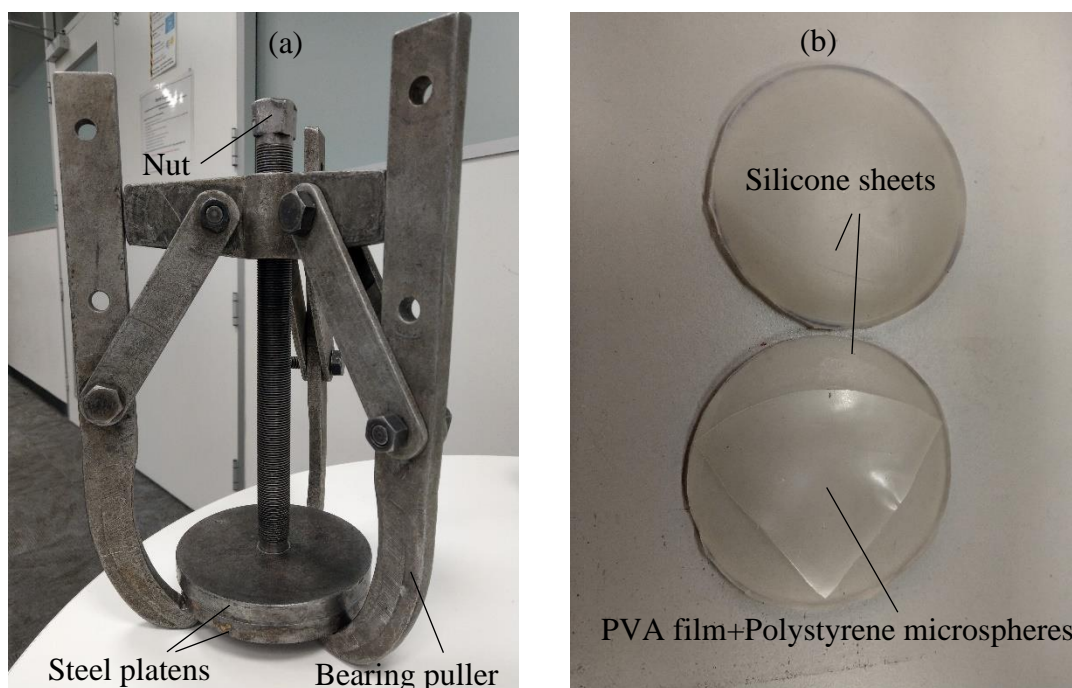 (a)
Nut
Steel platens
Bearing puller
(b)
Silicone sheets
PVA film+Polystyrene microspheres